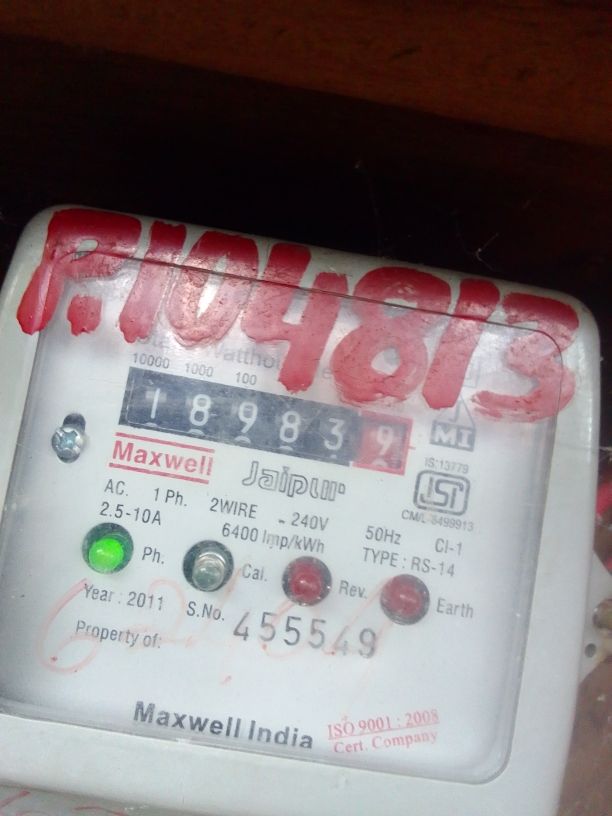 P.104813
10000 1000 100
189839
MI
Maxwell
Jaipur
IS:13779
ISI
CM/L-8499913
AC. 1 Ph. 2WIRE - 240V 50Hz Cl-1
2.5-10A 6400 Imp/kWh TYPE : RS-14
Ph. Cal. Rev. Earth
Year : 2011 S.No. 455549
Property of:
Maxwell India
ISO 9001 : 2008
Cert. Company